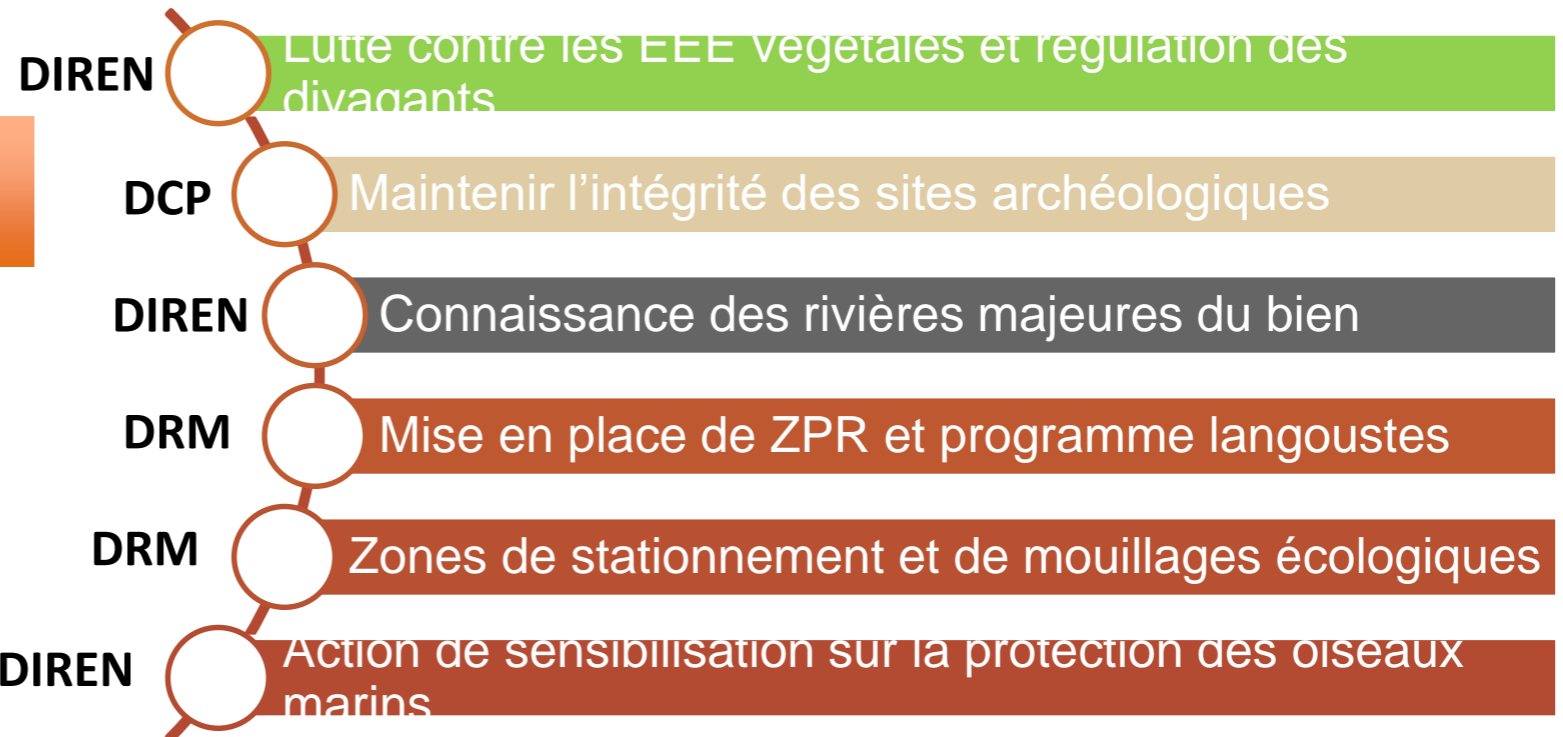 DIREN
Lutte contre les EEE végétales et régulation des
divagants
DCP
Maintenir l’intégrité des sites archéologiques
DIREN
Connaissance des rivières majeures du bien
DRM
Mise en place de ZPR et programme langoustes
DRM
Zones de stationnement et de mouillages écologiques
DIREN
Action de sensibilisation sur la protection des oiseaux
marins